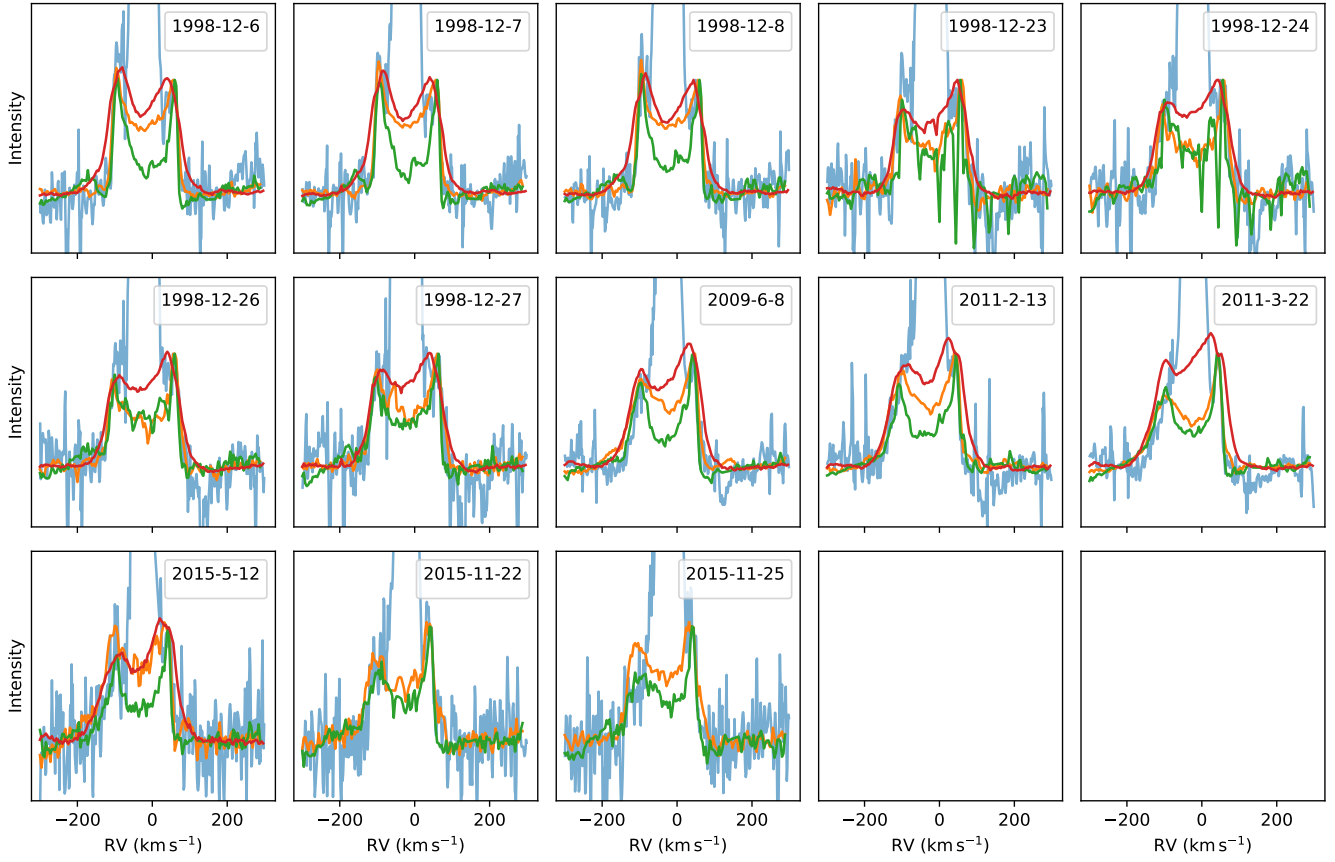 Intensity
1998-12-6
1998-12-7
1998-12-8
1998-12-23
1998-12-24
Intensity
1998-12-26
1998-12-27
2009-6-8
2011-2-13
2011-3-22
Intensity
2015-5-12
2015-11-22
2015-11-25
−200 0 200
−200 0 200
−200 0 200
−200 0 200
−200 0 200
RV (km s⁻¹)
RV (km s⁻¹)
RV (km s⁻¹)
RV (km s⁻¹)
RV (km s⁻¹)